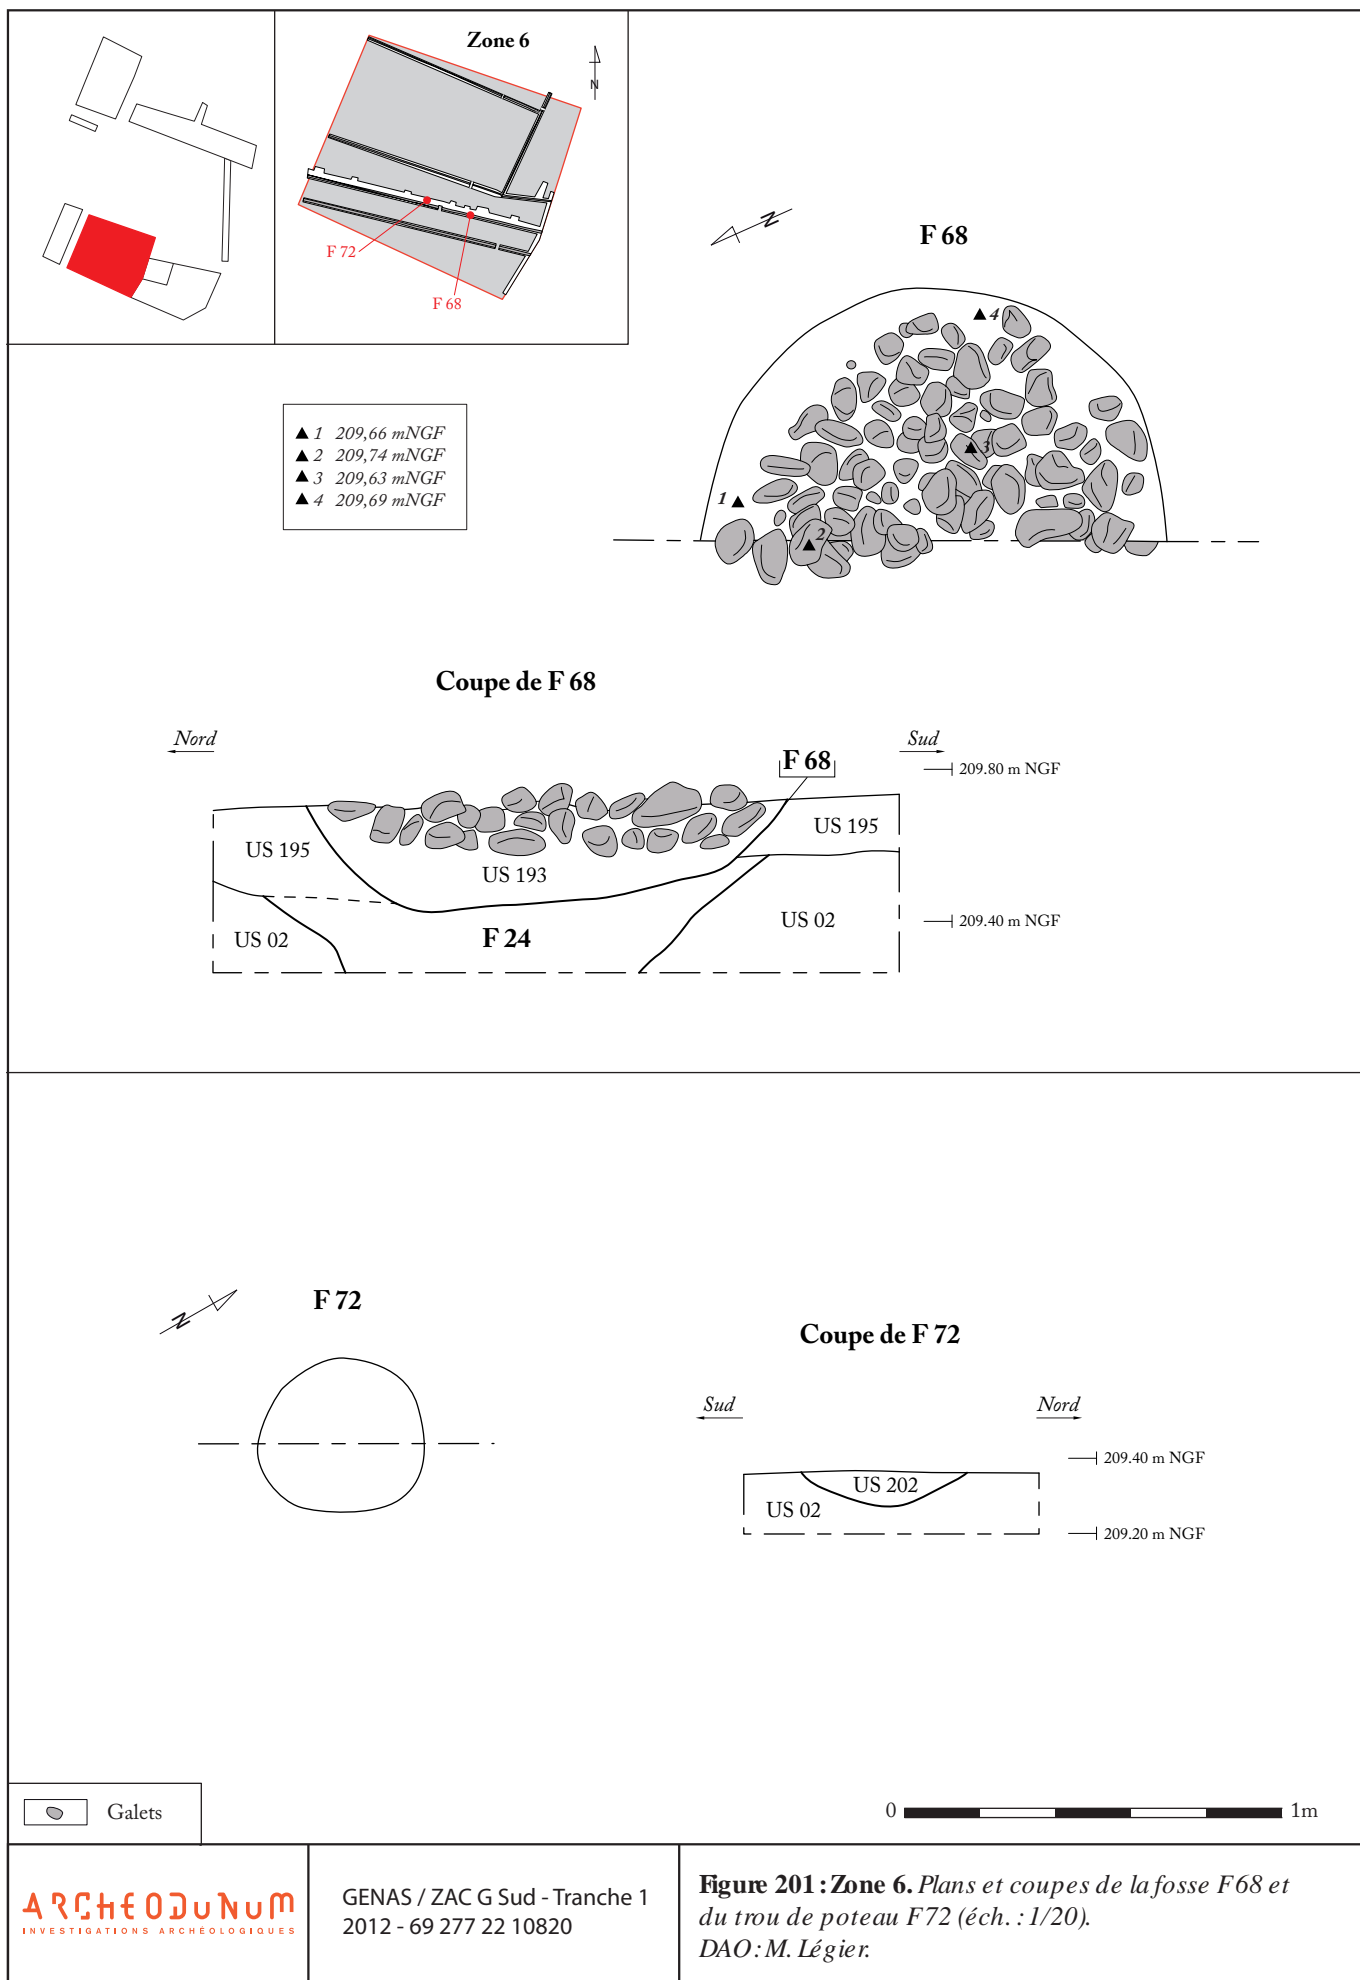 Zone 6
N
F 72
F 68
N
F 68
4
▲ 1 209,66 mNGF
▲ 2 209,74 mNGF
▲ 3 209,63 mNGF
▲ 4 209,69 mNGF
3
1
2
Coupe de F 68
Nord
Sud
F 68
209.80 m NGF
US 195
US 195
US 193
US 02
F 24
US 02
209.40 m NGF
N
F 72
Coupe de F 72
Sud
Nord
209.40 m NGF
US 202
US 02
209.20 m NGF
Galets
0 1m
ARCHEODUNUM
INVESTIGATIONS ARCHÉOLOGIQUES
GENAS / ZAC G Sud - Tranche 1
2012 - 69 277 22 10820
Figure 201 : Zone 6. Plans et coupes de la fosse F68 et
du trou de poteau F72 (éch. : 1/20).
DAO : M. Légier.